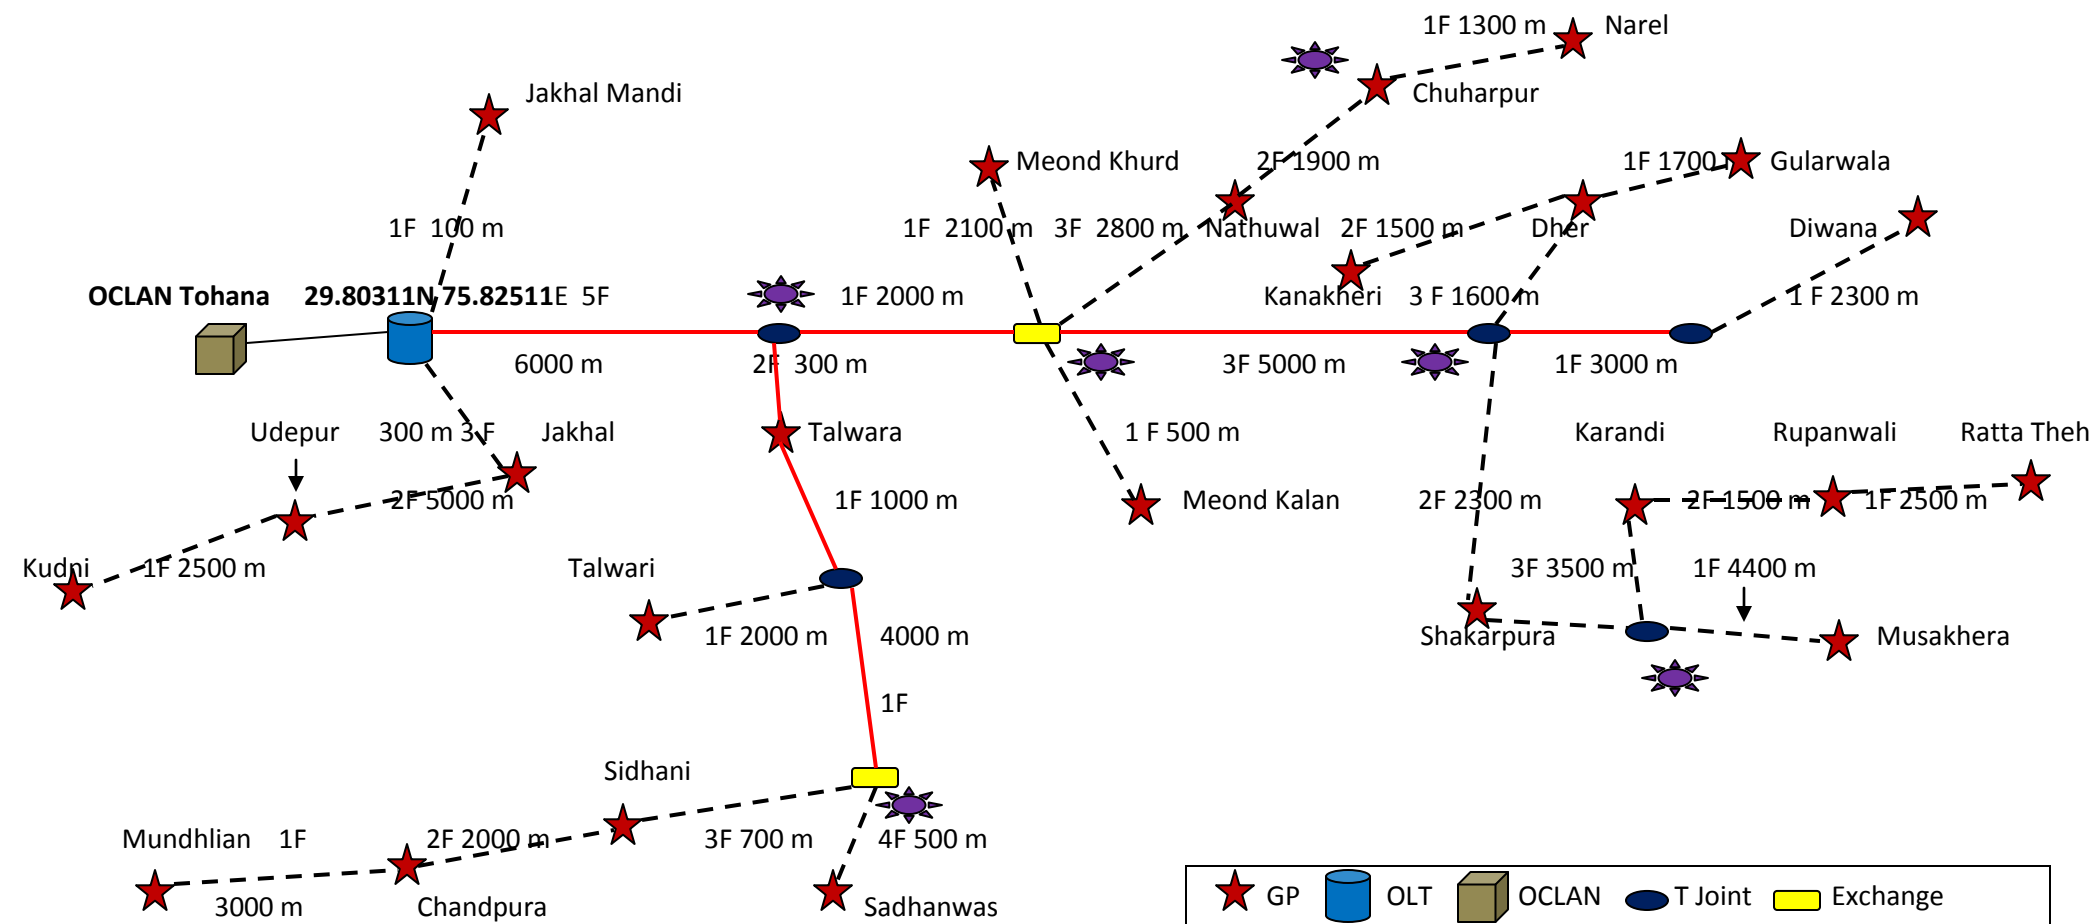 1F 1300 m Narel
Jakhal Mandi
Chuharpur
Meond Khurd 2F 1900 m 1F 1700 m Gularwala
1F 100 m 1F 2100 m 3F 2800 m Nathuwal 2F 1500 m Dher Diwana
OCLAN Tohana 29.80311N 75.82511E 5F 1F 2000 m Kanakheri 3 F 1600 m 1 F 2300 m
6000 m 2F 300 m 3F 5000 m 1F 3000 m
Udepur 300 m 3 F Jakhal Talwara 1 F 500 m Karandi Rupanwali Ratta Theh
2F 5000 m 1F 1000 m Meond Kalan 2F 2300 m 2F 1500 m 1F 2500 m
Kudni 1F 2500 m Talwari 3F 3500 m 1F 4400 m
1F 2000 m 4000 m Shakarpura Musakhera
1F
Sidhani
Mundhlian 1F 2F 2000 m 3F 700 m 4F 500 m
3000 m Chandpura Sadhanwas
GP OLT OCLAN T Joint Exchange